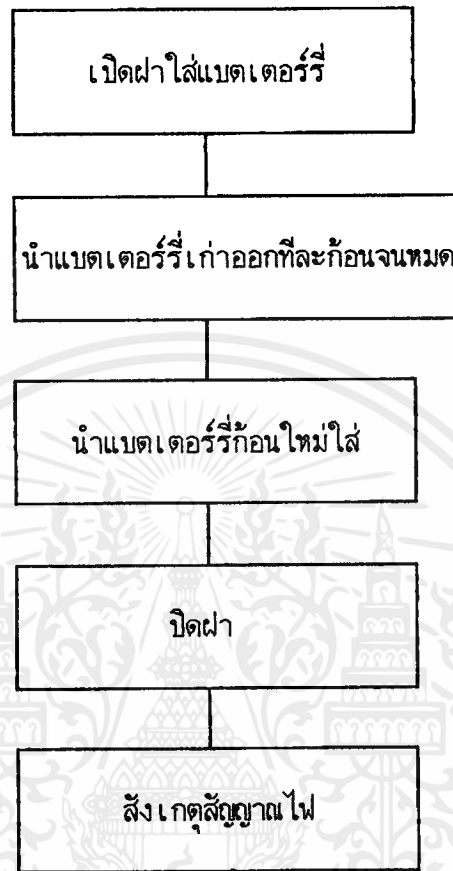 เปิดฝาใส่แบตเตอร์รี่
นำแบตเตอร์รี่เก่าออกทีละก้อนจนหมด
นำแบตเตอร์รี่ก้อนใหม่ใส่
ปิดฝา
สังเกตุสัญญาณไฟ